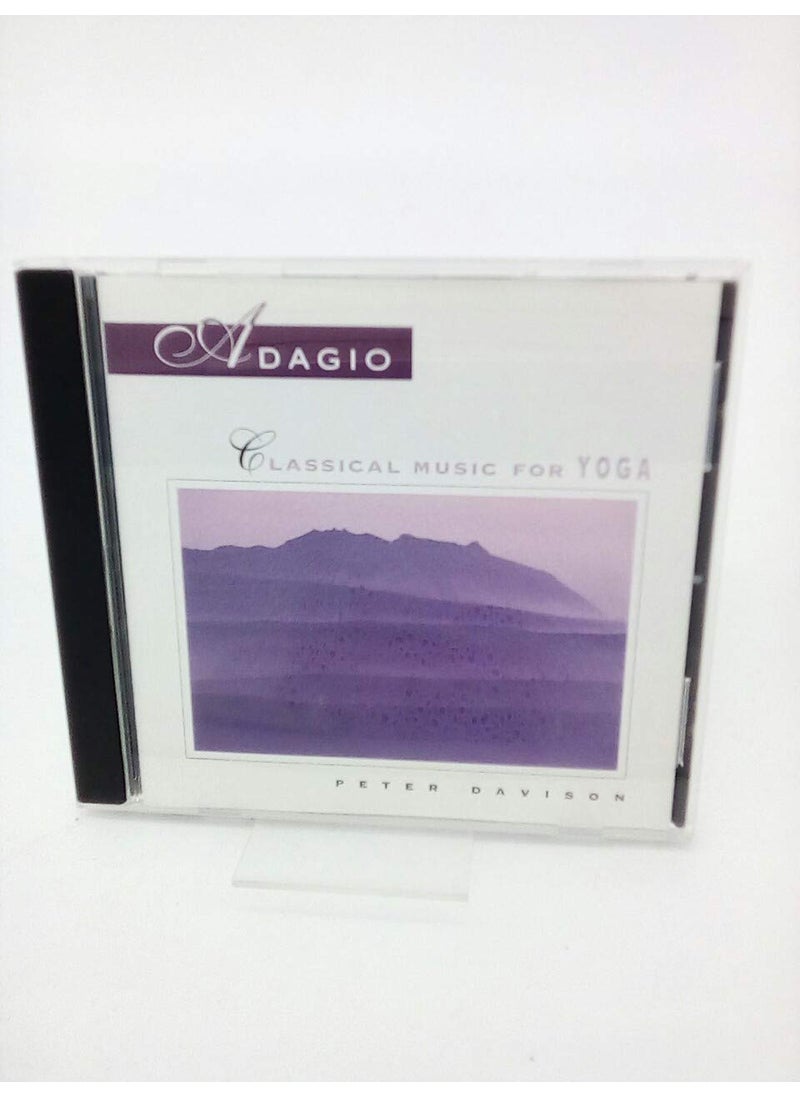 ADAGIO
CLASSICAL MUSIC FOR YOGA
PETER DAVISON